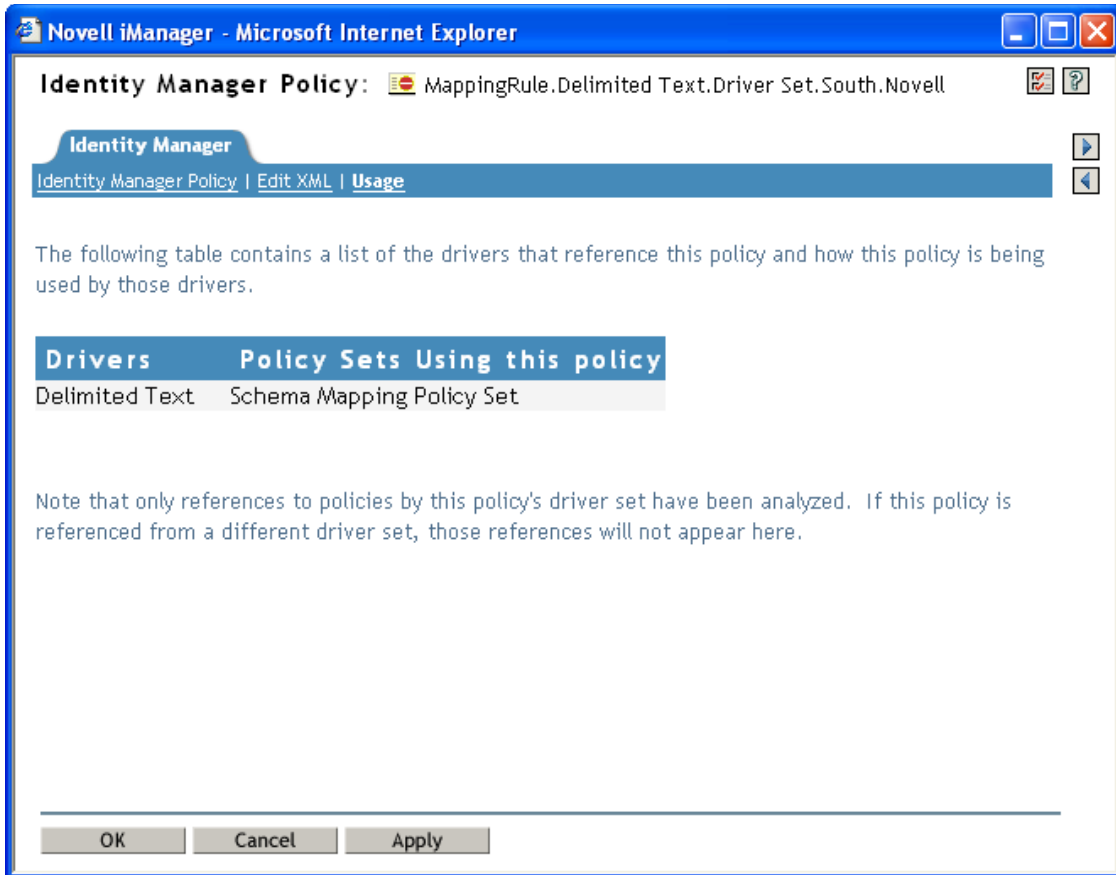 Novell iManager - Microsoft Internet Explorer
Identity Manager Policy: MappingRule.Delimited Text.Driver Set.South.Novell
Identity Manager
Identity Manager Policy | Edit XML | Usage
The following table contains a list of the drivers that reference this policy and how this policy is being
used by those drivers.
Drivers Policy Sets Using this policy
Delimited Text Schema Mapping Policy Set
Note that only references to policies by this policy's driver set have been analyzed. If this policy is
referenced from a different driver set, those references will not appear here.
OK Cancel Apply